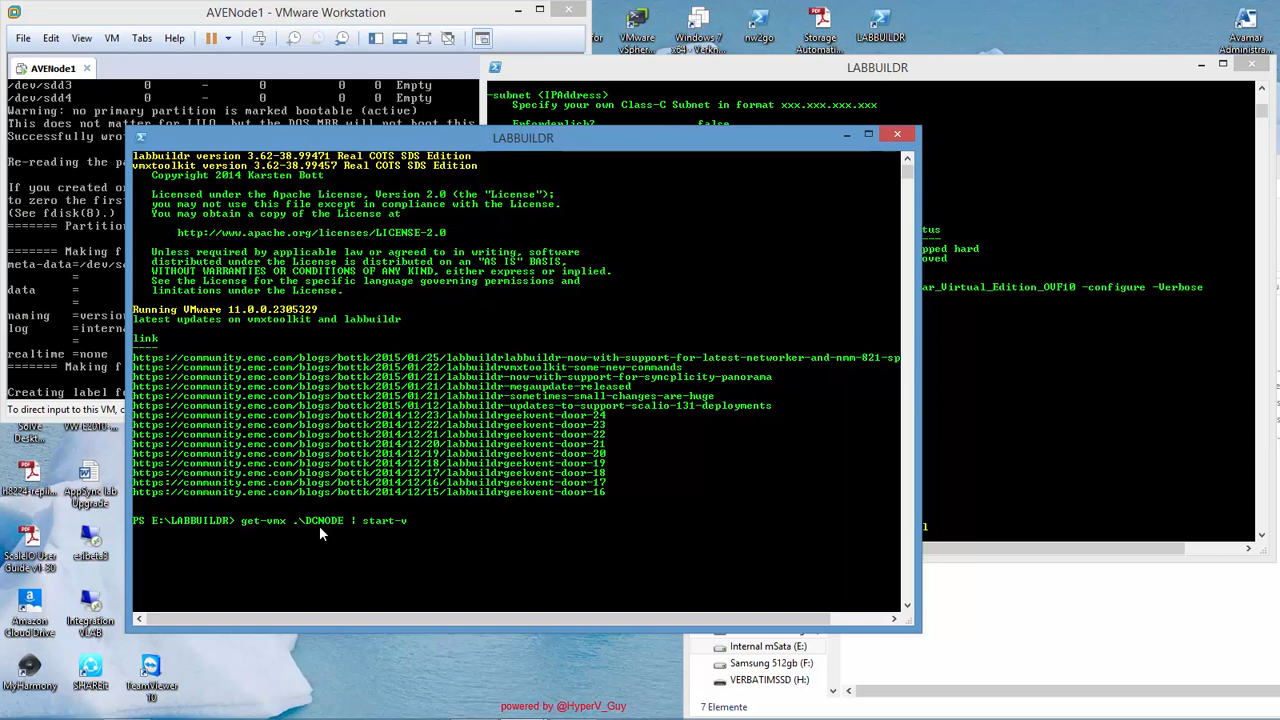 AVENode1 - VMware Workstation
File Edit View VM Tabs Help
AVENode1
/dev/sdd3 0 - 0 0 Empty
/dev/sdd4 0 - 0 0 Empty
Warning: no primary partition is marked bootable (active)
This does not matter for LILO, but the DOS MBR will not boot this
Successfully wro
Re-reading the p
If you created o
to zero the first
(See fdisk(8).)
======= Partit
======= Making f
meta-data=/dev/s
=
data =
=
naming =version
log =interna
=
realtime =none
======= Making f
Creating label f
To direct input to this VM, c
for
VMware vSpher...
Windows 7 x64 - Verkn...
nw2go
Storage Automati...
LABBUILDR
Avamar Administra...
LABBUILDR
-subnet <IPAddress>
Specify your own Class-C Subnet in format xxx.xxx.xxx.xxx
Erforderlich? false
tus
pped hard
oved
ar_Virtual_Edition_OVF10 -configure -Verbose
l
LABBUILDR
labbuildr version 3.62-38.99471 Real COTS SDS Edition
vmxtoolkit version 3.62-38.99457 Real COTS SDS Edition
Copyright 2014 Karsten Bott
Licensed under the Apache License, Version 2.0 (the "License");
you may not use this file except in compliance with the License.
You may obtain a copy of the License at
http://www.apache.org/licenses/LICENSE-2.0
Unless required by applicable law or agreed to in writing, software
distributed under the License is distributed on an "AS IS" BASIS,
WITHOUT WARRANTIES OR CONDITIONS OF ANY KIND, either express or implied.
See the License for the specific language governing permissions and
limitations under the License.
Running VMware 11.0.0.2305329
latest updates on vmxtoolkit and labbuildr
link
----
https://community.emc.com/blogs/bottk/2015/01/25/labbuildrlabbuildr-now-with-support-for-latest-networker-and-nmm-821-sp
https://community.emc.com/blogs/bottk/2015/01/22/labbuildrvmxtoolkit-some-new-commands
https://community.emc.com/blogs/bottk/2015/01/21/labbuildr-now-with-support-for-syncplicity-panorama
https://community.emc.com/blogs/bottk/2015/01/21/labbuildr-megaupdate-released
https://community.emc.com/blogs/bottk/2015/01/21/labbuildr-sometimes-small-changes-are-huge
https://community.emc.com/blogs/bottk/2015/01/12/labbuildr-updates-to-support-scalio-131-deployments
https://community.emc.com/blogs/bottk/2014/12/23/labbuildrgeekvent-door-24
https://community.emc.com/blogs/bottk/2014/12/22/labbuildrgeekvent-door-23
https://community.emc.com/blogs/bottk/2014/12/21/labbuildrgeekvent-door-22
https://community.emc.com/blogs/bottk/2014/12/20/labbuildrgeekvent-door-21
https://community.emc.com/blogs/bottk/2014/12/19/labbuildrgeekvent-door-20
https://community.emc.com/blogs/bottk/2014/12/18/labbuildrgeekvent-door-19
https://community.emc.com/blogs/bottk/2014/12/17/labbuildrgeekvent-door-18
https://community.emc.com/blogs/bottk/2014/12/16/labbuildrgeekvent-door-17
https://community.emc.com/blogs/bottk/2014/12/15/labbuildrgeekvent-door-16
PS E:\LABBUILDR> get-vmx .\DCNODE | start-v
Solve Deskt...
VW E2010-...
h8224-repli...
AppSync lab Upgrade
ScaleIO User Guide v1-30
esibeta3
Amazon Cloud Drive
Integration VLAB
MyHarmony
SHAREit
TeamViewer 10
Internal mSata (E:)
Samsung 512gb (F:)
VERBATIMSSD (H:)
7 Elemente
powered by @HyperV_Guy